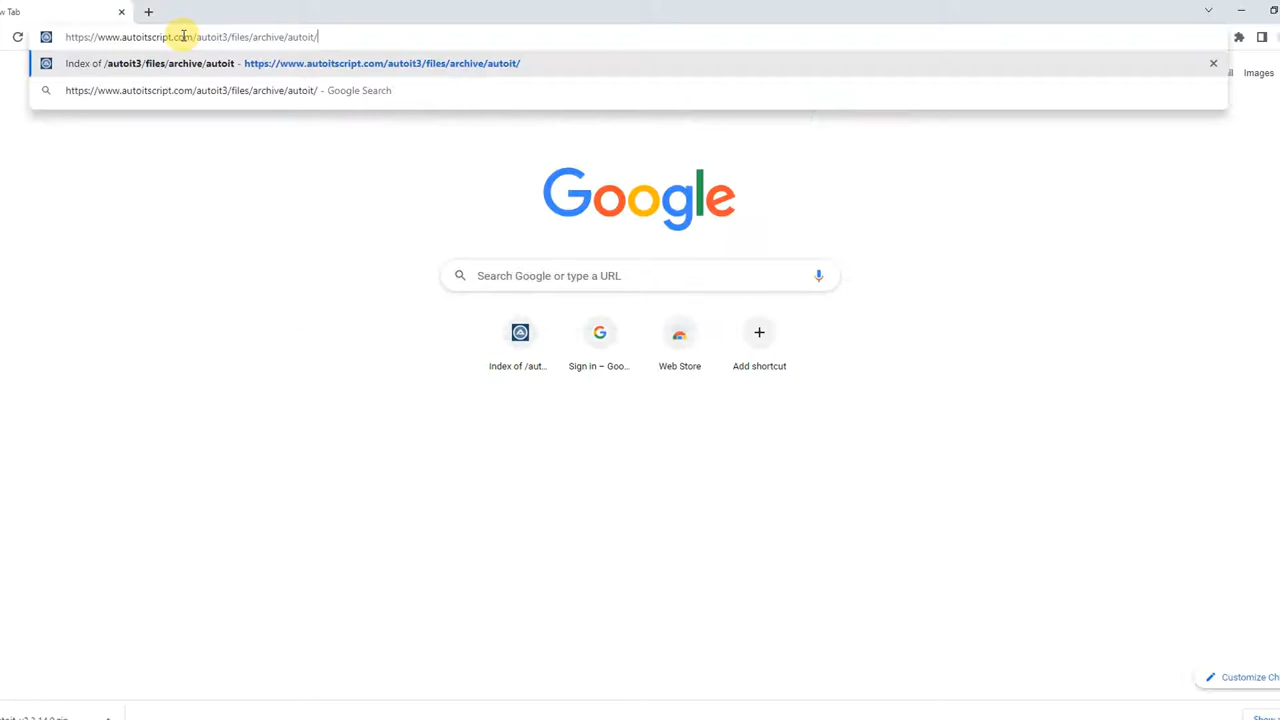 w Tab
https://www.autoitscript.com/autoit3/files/archive/autoit/
Index of /autoit3/files/archive/autoit - https://www.autoitscript.com/autoit3/files/archive/autoit/
https://www.autoitscript.com/autoit3/files/archive/autoit/ - Google Search
Images
Google
Search Google or type a URL
Index of /aut...
Sign in – Goo...
Web Store
Add shortcut
Customize Ch